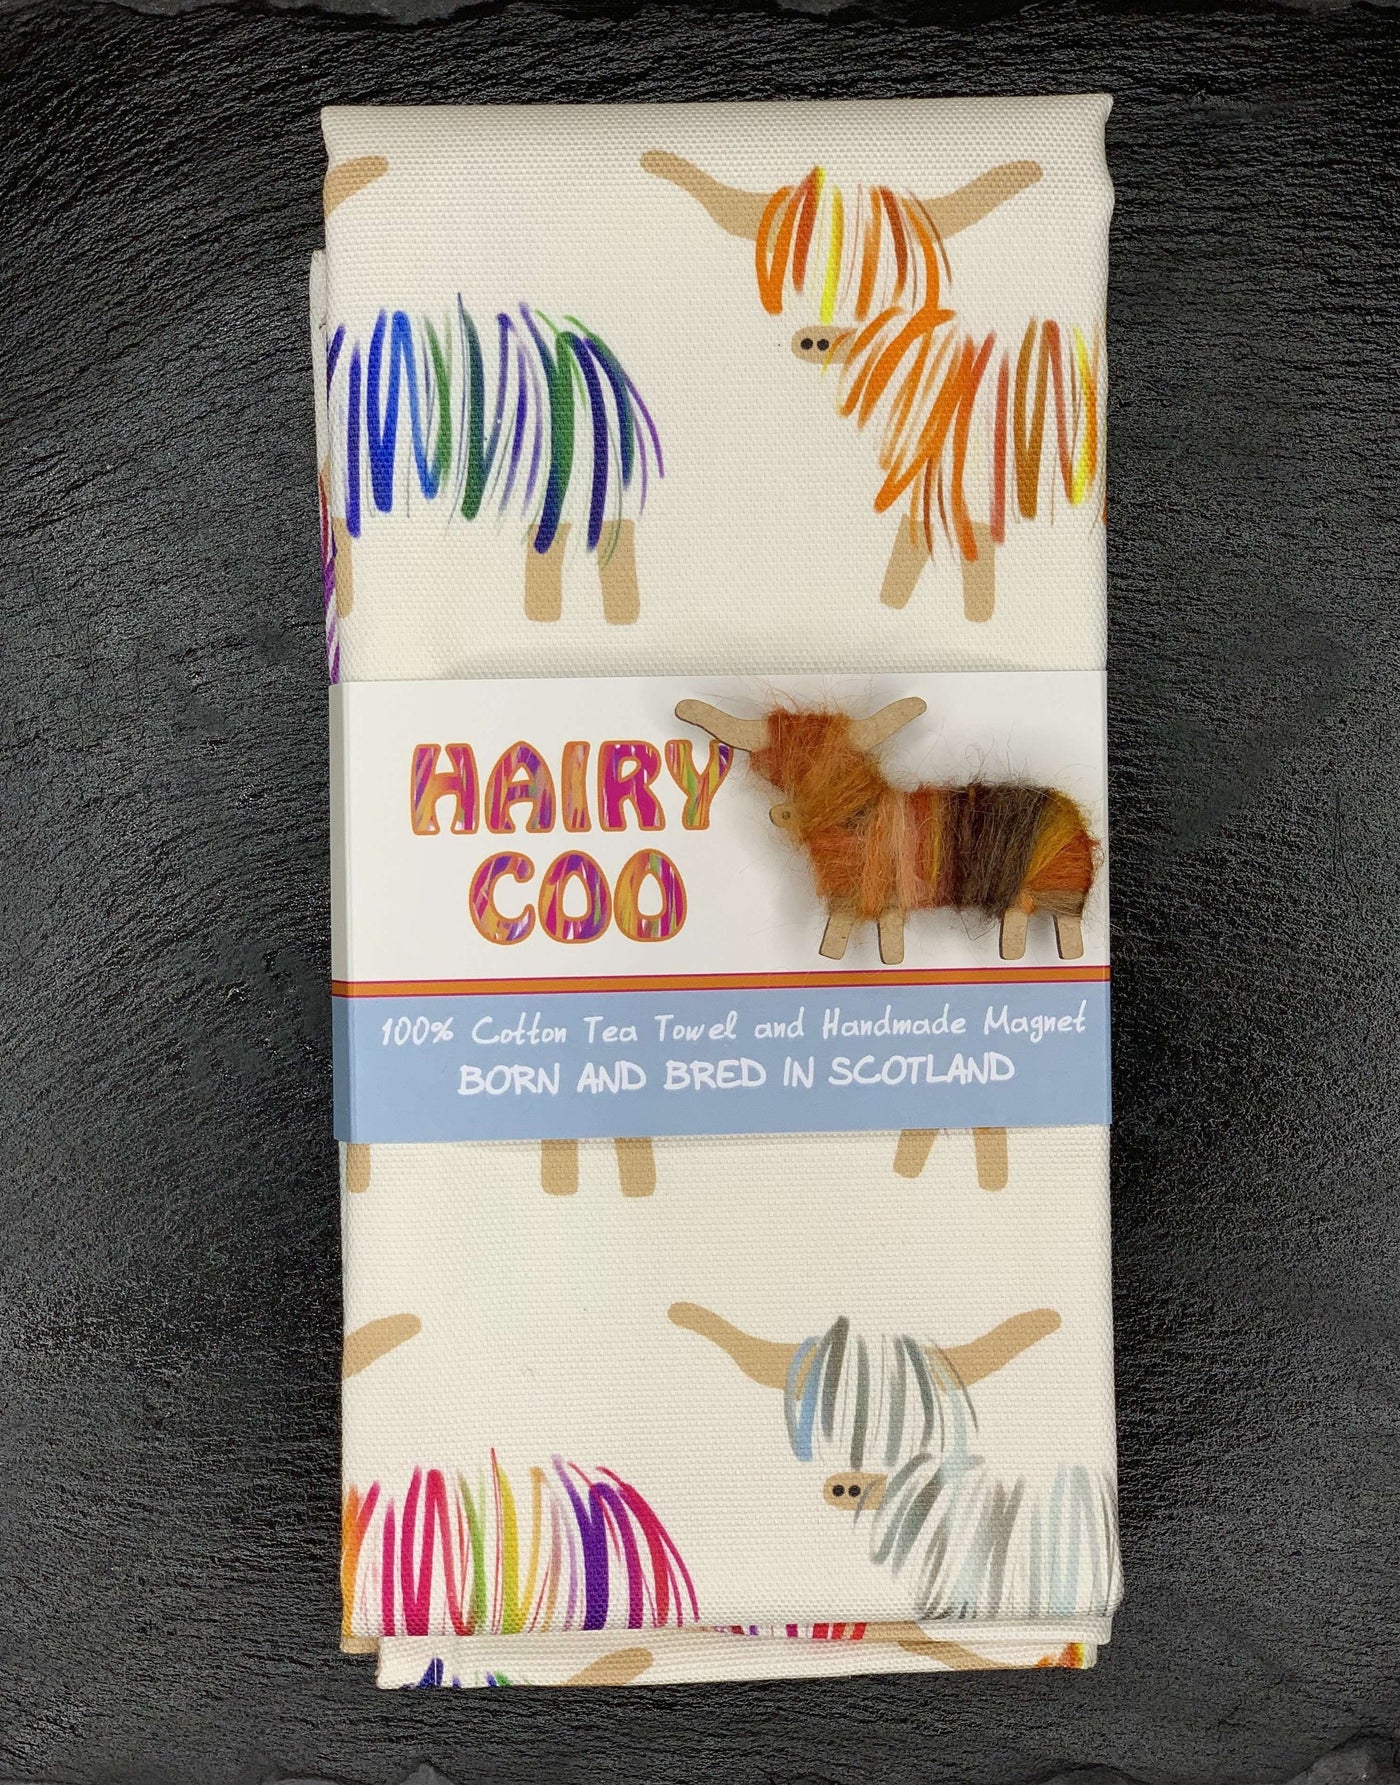 HAIRY
COO
100% Cotton Tea Towel and Handmade Magnet
BORN AND BRED IN SCOTLAND